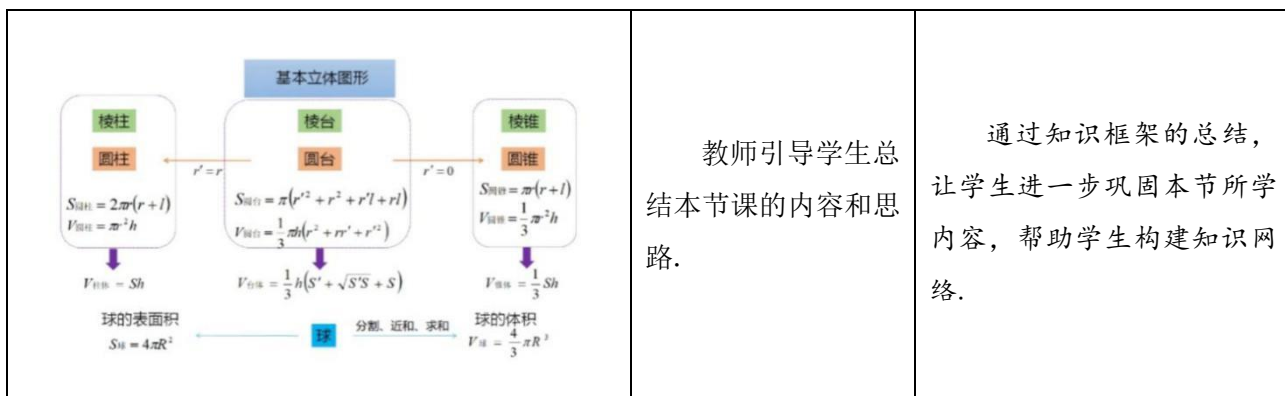 基本立体图形
棱柱
棱台
棱锥
圆柱
圆台
圆锥
r′=r
r′=0
S圆柱 = 2πr(r+l)
V圆柱 = πr²h
S圆台 = π(r′²+r²+r′l+rl)
V圆台 = 1/3 πh(r²+rr′+r′²)
S圆锥 = πr(r+l)
V圆锥 = 1/3 πr²h
V柱体 = Sh
V台体 = 1/3 h(S′+√S′S+S)
V锥体 = 1/3 Sh
球的表面积
S球 = 4πR²
球
分割、近和、求和
球的体积
V球 = 4/3 πR³
教师引导学生总
结本节课的内容和思
路.
通过知识框架的总结，
让学生进一步巩固本节所学
内容，帮助学生构建知识网
络.